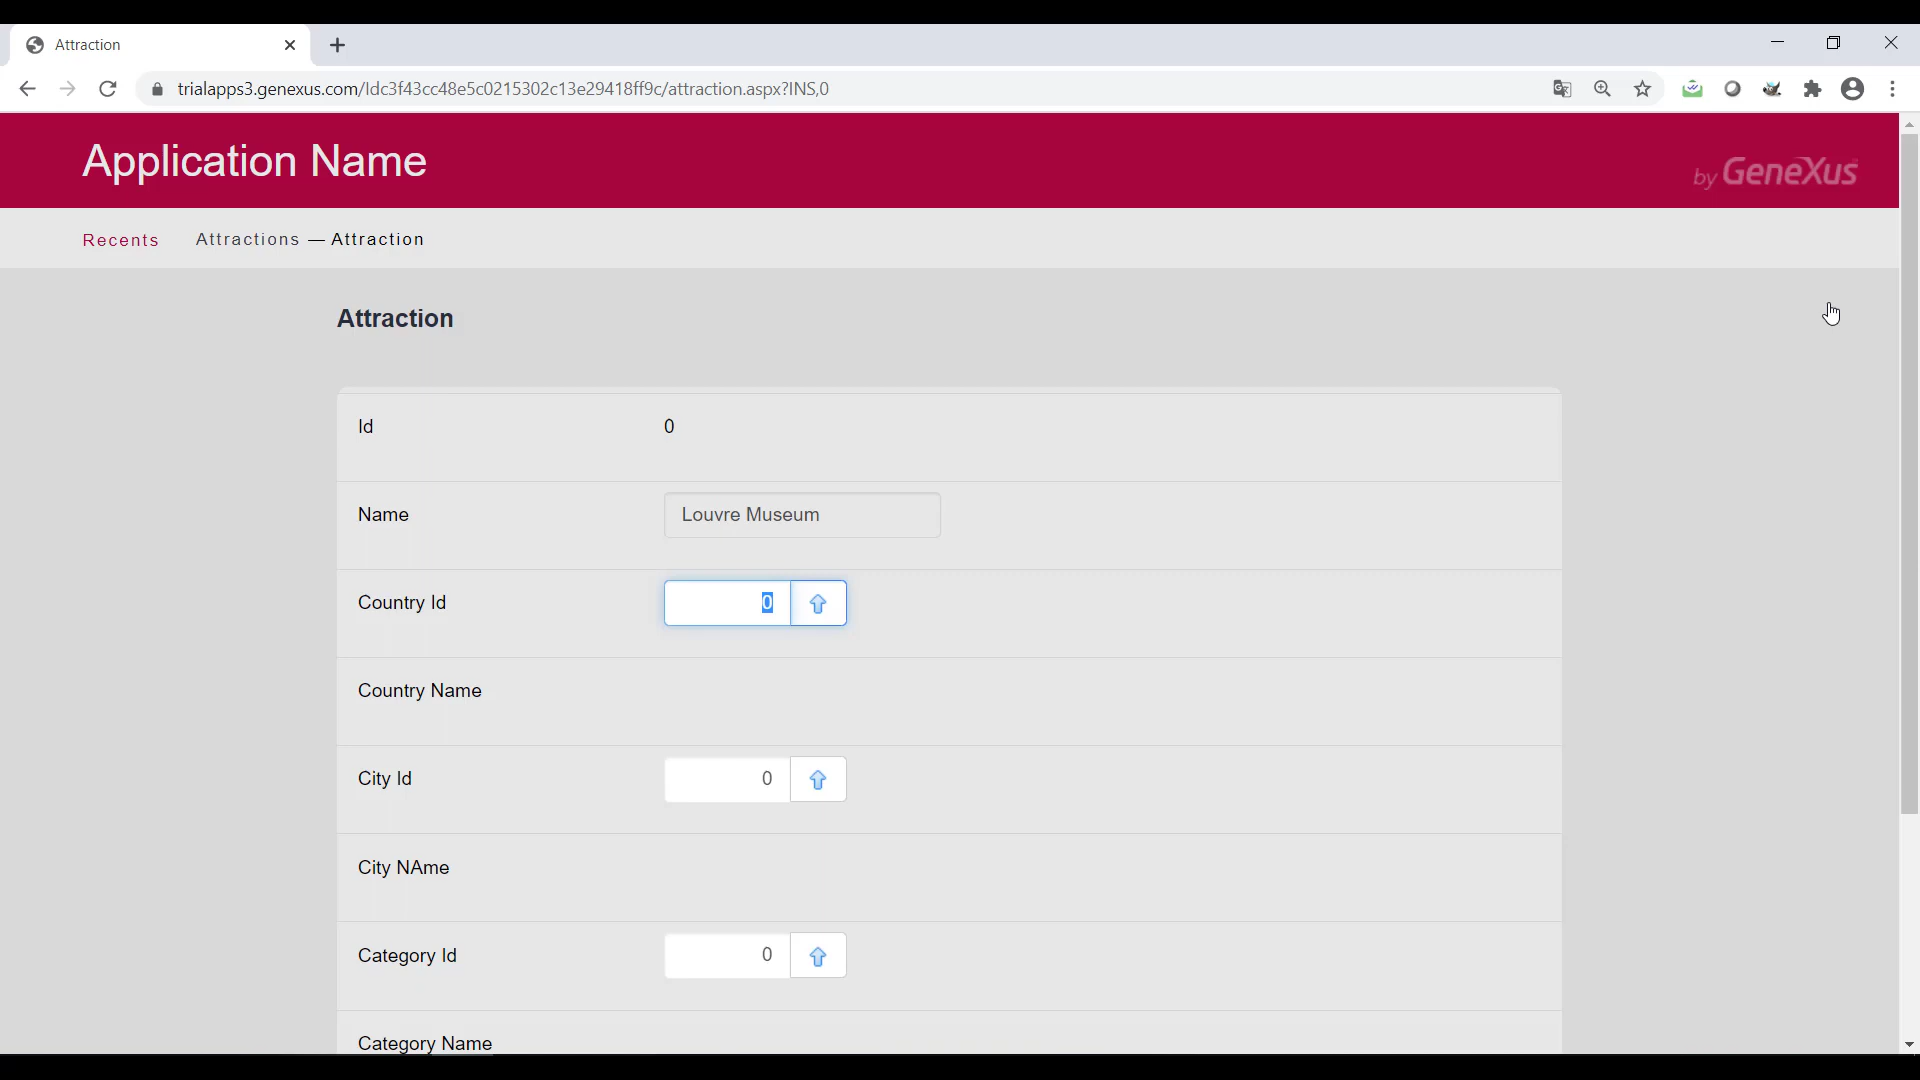 Attraction
trialapps3.genexus.com/Idc3f43cc48e5c0215302c13e29418ff9c/attraction.aspx?INS,0
Application Name
by GeneXus
Recents Attractions — Attraction
Attraction
Id 0
Name Louvre Museum
Country Id 0
Country Name
City Id 0
City NAme
Category Id 0
Category Name